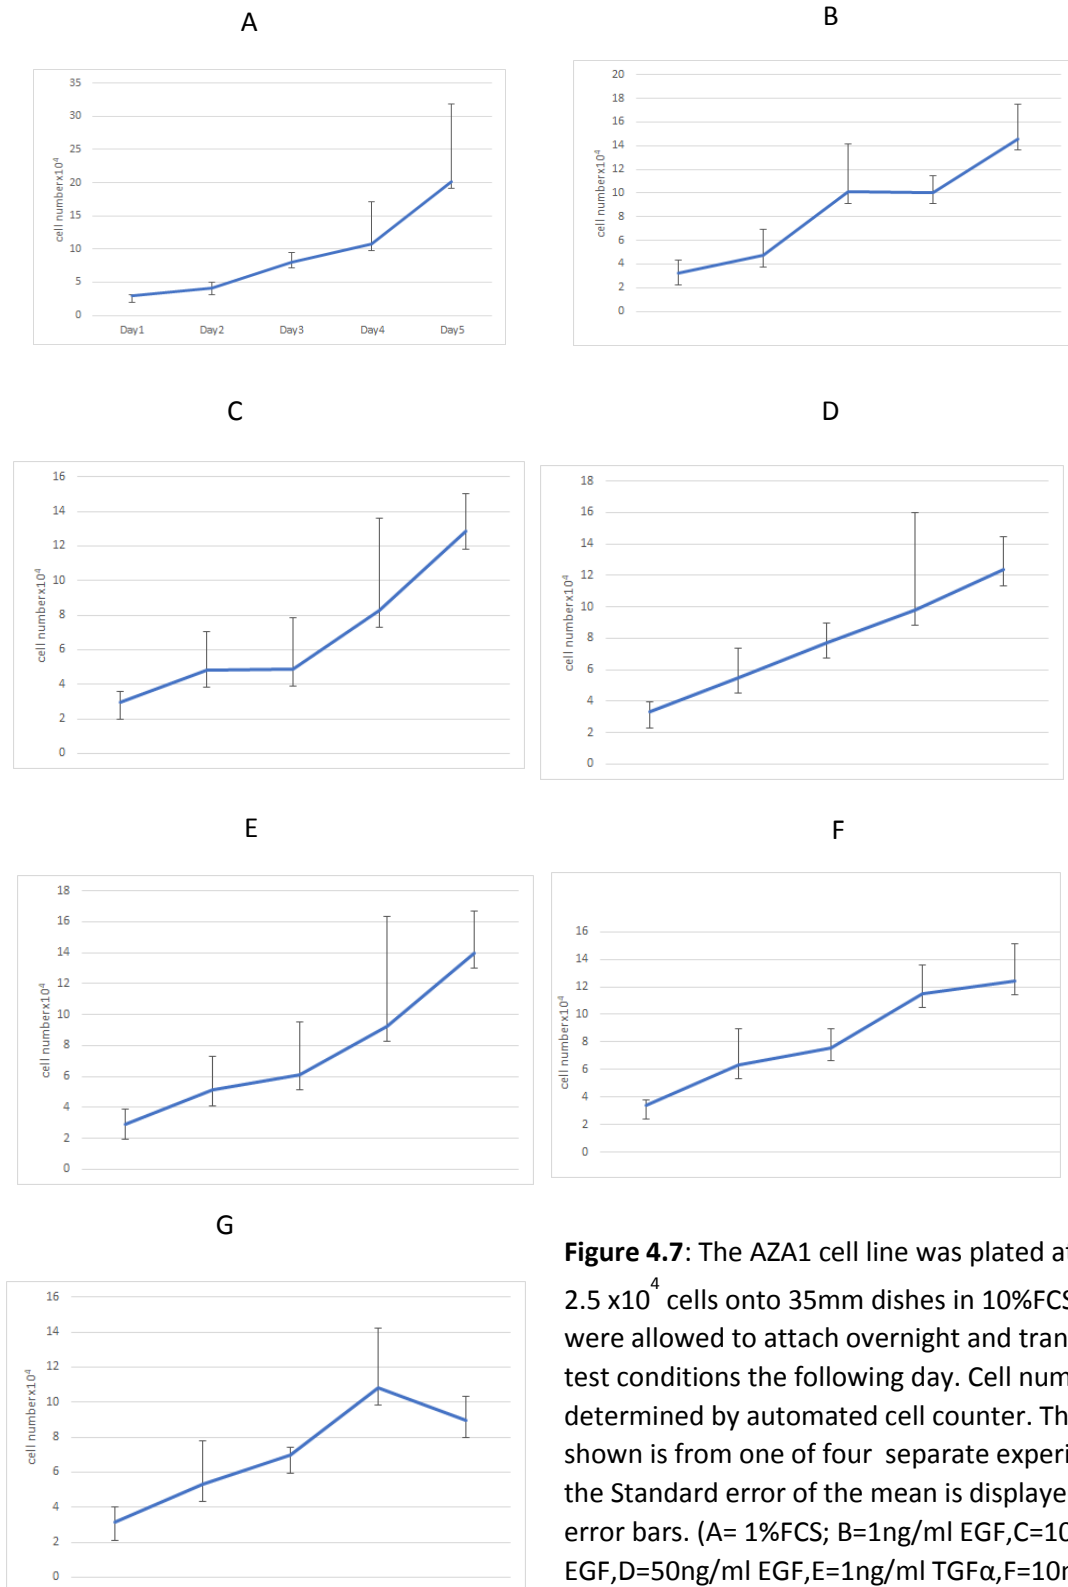 A
35
30
25
20
15
10
5
0
cell numberx10⁴
Day1 Day2 Day3 Day4 Day5
B
20
18
16
14
12
10
8
6
4
2
0
cell numberx10⁴
C
16
14
12
10
8
6
4
2
0
cell numberx10⁴
D
18
16
14
12
10
8
6
4
2
0
cell numberx10⁴
E
18
16
14
12
10
8
6
4
2
0
cell numberx10⁴
F
16
14
12
10
8
6
4
2
0
cell numberx10⁴
G
16
14
12
10
8
6
4
2
0
cell numberx10⁴
Figure 4.7: The AZA1 cell line was plated at
2.5 x10⁴ cells onto 35mm dishes in 10%FCS
were allowed to attach overnight and tran
test conditions the following day. Cell num
determined by automated cell counter. Th
shown is from one of four separate experi
the Standard error of the mean is displaye
error bars. (A= 1%FCS; B=1ng/ml EGF,C=10
EGF,D=50ng/ml EGF,E=1ng/ml TGFα,F=10n